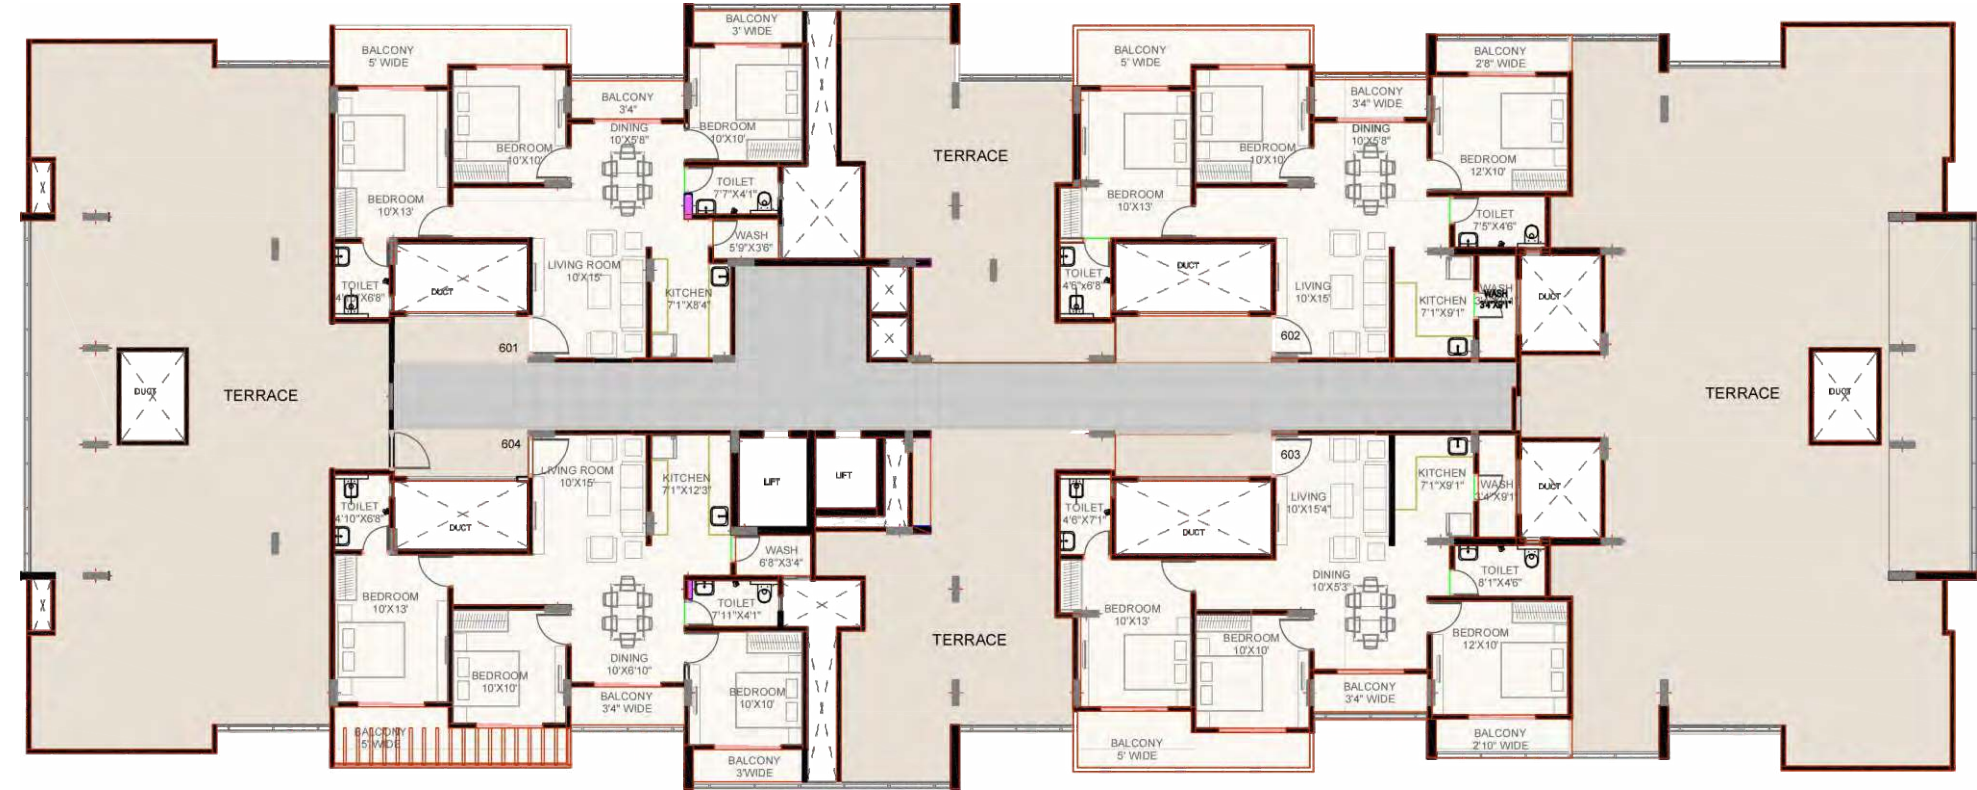 BALCONY
5' WIDE
BALCONY
3' WIDE
BALCONY
3'4"
DINING
10'X5'8"
BEDROOM
10'X10'
BEDROOM
10'X10'
BEDROOM
10'X13'
TOILET
7'7"X4'1"
WASH
5'9"X3'6"
LIVING ROOM
10'X15'
KITCHEN
7'1"X8'4"
TOILET
DUCT
601
TERRACE
BALCONY
5' WIDE
BALCONY
3'4" WIDE
BALCONY
2'8" WIDE
DINING
10'X5'8"
BEDROOM
10'X10'
BEDROOM
12'X10'
BEDROOM
10'X13'
TOILET
7'5"X4'6"
TOILET
4'6"X6'8"
DUCT
LIVING
10'X15'
KITCHEN
7'1"X9'1"
WASH
DUCT
602
TERRACE
DUCT
TERRACE
DUCT
604
LIVING ROOM
10'X15'
KITCHEN
7'1"X12'3"
LIFT
LIFT
TOILET
4'10"X6'8"
DUCT
WASH
6'8"X3'4"
TOILET
7'11"X4'1"
BEDROOM
10'X13'
BEDROOM
10'X10'
DINING
10'X6'10"
BEDROOM
10'X10'
BALCONY
3'4" WIDE
BALCONY
5' WIDE
BALCONY
3'WIDE
TERRACE
603
LIVING
10'X15'4"
KITCHEN
7'1"X9'1"
WASH
3'4"X9'1"
DUCT
TOILET
4'6"X7'1"
DUCT
TOILET
8'1"X4'6"
DINING
10'X5'3"
BEDROOM
10'X13'
BEDROOM
10'X10'
BEDROOM
12'X10'
BALCONY
3'4" WIDE
BALCONY
5' WIDE
BALCONY
2'10" WIDE